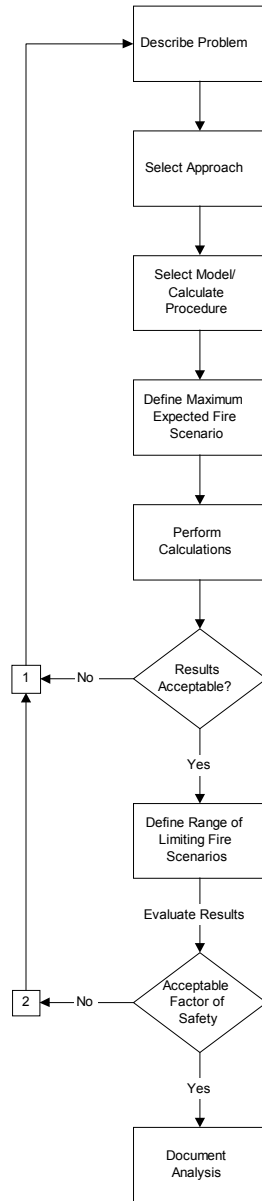 Describe Problem
Select Approach
Select Model/
Calculate
Procedure
Define Maximum
Expected Fire
Scenario
Perform
Calculations
Results
Acceptable?
No
1
Yes
Define Range of
Limiting Fire
Scenarios
Evaluate Results
Acceptable
Factor of
Safety
No
2
Yes
Document
Analysis